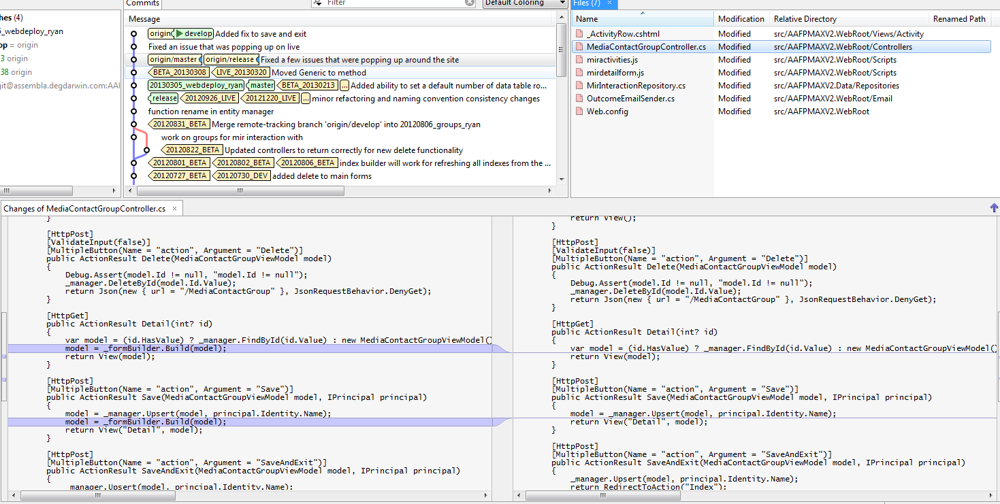 Commits
Filter
Default Coloring
Files (7) ×
hes (4)
_webdeploy_ryan
op = origin
3 origin
38 origin
git@assembla.degdarwin.com:AAI
Message
origin develop Added fix to save and exit
Fixed an issue that was popping up on live
origin/master origin/release Fixed a few issues that were popping up around the site
BETA_20130308 LIVE_20130320 Moved Generic to method
20130305_webdeploy_ryan master BETA_20130213 ... Added ability to set a default number of data table ro...
release 20120926_LIVE 20121220_LIVE ... minor refactoring and naming convention consistency changes
function rename in entity manager
20120831_BETA Merge remote-tracking branch 'origin/develop' into 20120806_groups_ryan
work on groups for mir interaction with
20120822_BETA Updated controllers to return correctly for new delete functionality
20120801_BETA 20120802_BETA 20120806_BETA index builder will work for refreshing all indexes from the ...
20120727_BETA 20120730_DEV added delete to main forms
Name Modification Relative Directory Renamed Path
_ActivityRow.cshtml Modified src/AAFPMAXV2.WebRoot/Views/Activity
MediaContactGroupController.cs Modified src/AAFPMAXV2.WebRoot/Controllers
miractivities.js Modified src/AAFPMAXV2.WebRoot/Scripts
mirdetailform.js Modified src/AAFPMAXV2.WebRoot/Scripts
MirInteractionRepository.cs Modified src/AAFPMAXV2.Data/Repositories
OutcomeEmailSender.cs Modified src/AAFPMAXV2.WebRoot/Email
Web.config Modified src/AAFPMAXV2.WebRoot
Changes of MediaContactGroupController.cs ×
}
[HttpPost]
[ValidateInput(false)]
[MultipleButton(Name = "action", Argument = "Delete")]
public ActionResult Delete(MediaContactGroupViewModel model)
{
Debug.Assert(model.Id != null, "model.Id != null");
_manager.DeleteById(model.Id.Value);
return Json(new { url = "/MediaContactGroup" }, JsonRequestBehavior.DenyGet);
}
[HttpGet]
public ActionResult Detail(int? id)
{
var model = (id.HasValue) ? _manager.FindById(id.Value) : new MediaContactGroupViewModel()
model = _formBuilder.Build(model);
return View(model);
}
[HttpPost]
[MultipleButton(Name = "action", Argument = "Save")]
public ActionResult Save(MediaContactGroupViewModel model, IPrincipal principal)
{
model = _manager.Upsert(model, principal.Identity.Name);
model = _formBuilder.Build(model);
return View("Detail", model);
}
[HttpPost]
[MultipleButton(Name = "action", Argument = "SaveAndExit")]
public ActionResult SaveAndExit(MediaContactGroupViewModel model, IPrincipal principal)
{
_manager.Upsert(model, principal.Identity.Name);
return View();
}
[HttpPost]
[ValidateInput(false)]
[MultipleButton(Name = "action", Argument = "Delete")]
public ActionResult Delete(MediaContactGroupViewModel model)
{
Debug.Assert(model.Id != null, "model.Id != null");
_manager.DeleteById(model.Id.Value);
return Json(new { url = "/MediaContactGroup" }, JsonRequestBehavior.DenyGet);
}
[HttpGet]
public ActionResult Detail(int? id)
{
var model = (id.HasValue) ? _manager.FindById(id.Value) : new MediaContactGroupViewModel()
return View(model);
}
[HttpPost]
[MultipleButton(Name = "action", Argument = "Save")]
public ActionResult Save(MediaContactGroupViewModel model, IPrincipal principal)
{
model = _manager.Upsert(model, principal.Identity.Name);
return View("Detail", model);
}
[HttpPost]
[MultipleButton(Name = "action", Argument = "SaveAndExit")]
public ActionResult SaveAndExit(MediaContactGroupViewModel model, IPrincipal principal)
{
_manager.Upsert(model, principal.Identity.Name);
return RedirectToAction("Index");